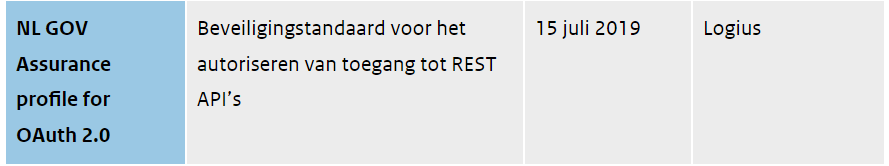 NL GOV
Assurance
profile for
OAuth 2.0
Beveiligingstandaard voor het
autoriseren van toegang tot REST
API’s
15 juli 2019
Logius